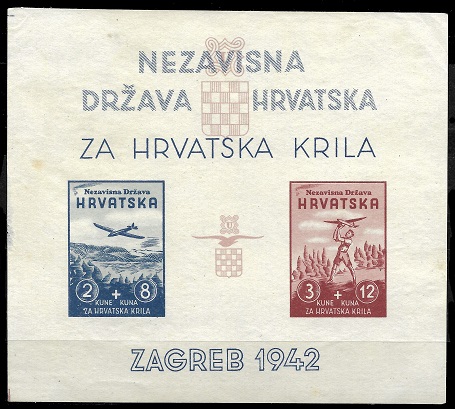 NEZAVISNA
DRŽAVA HRVATSKA
ZA HRVATSKA KRILA
Nezavisna Država
HRVATSKA
2 + 8
KUNE KUNA
ZA HRVATSKA KRILA
Nezavisna Država
HRVATSKA
3 + 12
KUNE KUNA
ZA HRVATSKA KRILA
U
ZAGREB 1942